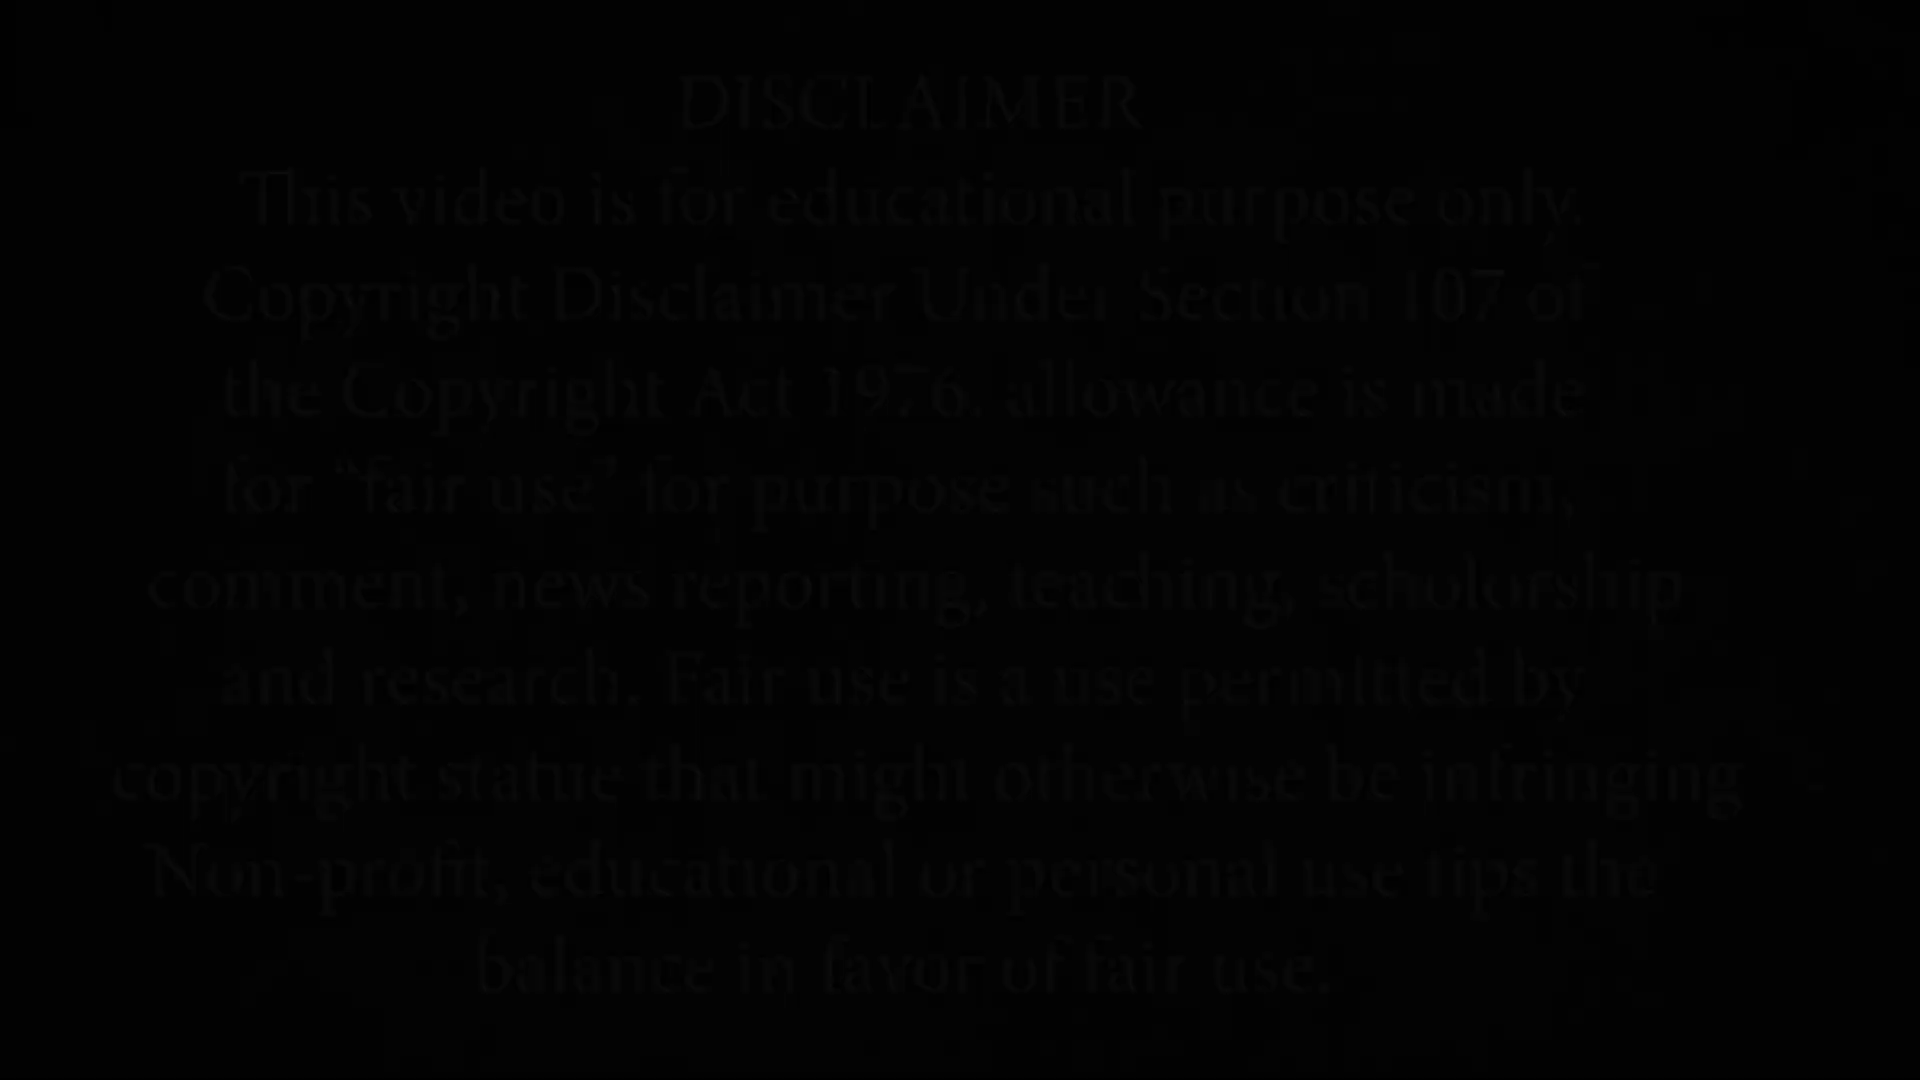 DISCLAIMER
This video is for educational purpose only.
Copyright Disclaimer Under Section 107 of
the Copyright Act 1976. allowance is made
for “fair use” for purpose such as criticism,
comment, news reporting, teaching, scholorship
and research. Fair use is a use permitted by
copyright statue that might otherwise be infringing
Non-profit, educational or personal use tips the
balance in favor of fair use.